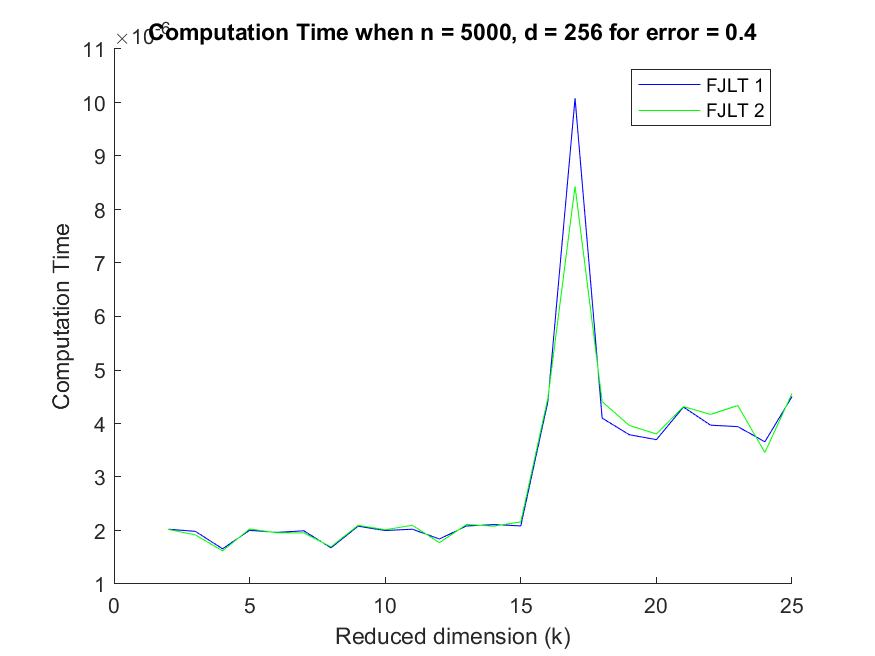 Computation Time when n = 5000, d = 256 for error = 0.4
×10-6
FJLT 1
FJLT 2
11
10
9
8
7
6
5
4
3
2
1
Computation Time
0 5 10 15 20 25
Reduced dimension (k)